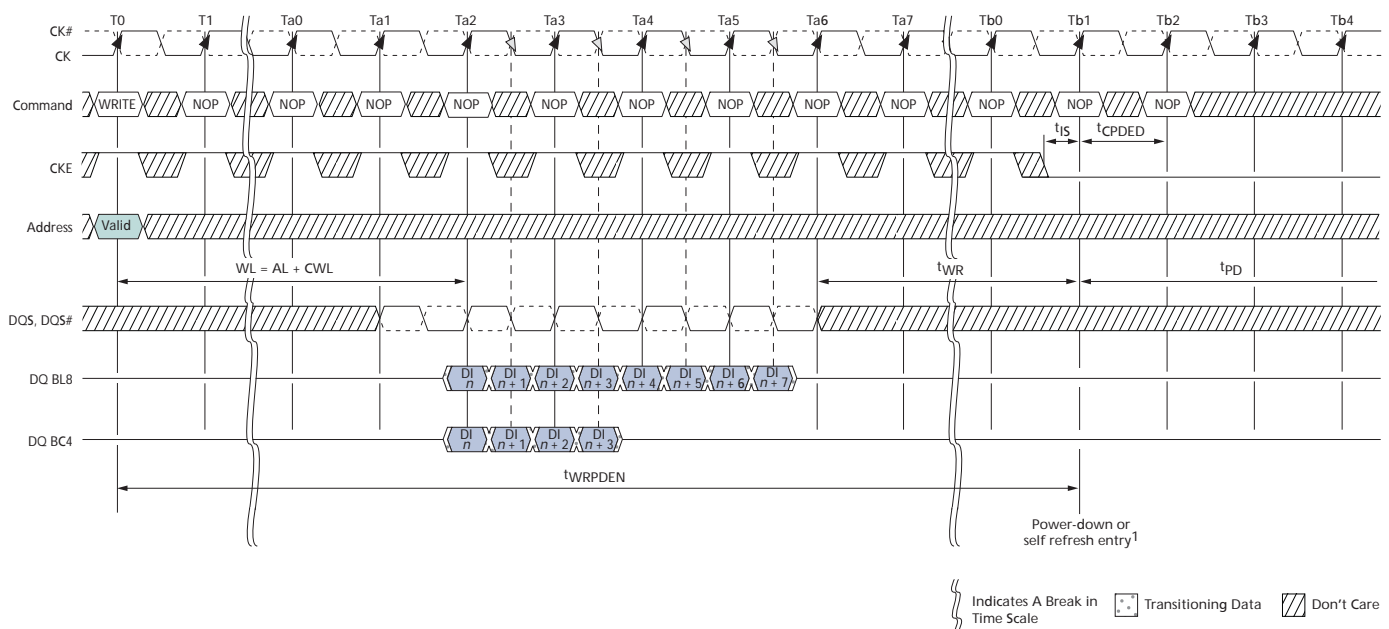 T0 T1 Ta0 Ta1 Ta2 Ta3 Ta4 Ta5 Ta6 Ta7 Tb0 Tb1 Tb2 Tb3 Tb4
CK#
CK
Command WRITE NOP NOP NOP NOP NOP NOP NOP NOP NOP NOP NOP NOP
tIS tCPDED
CKE
Address Valid
WL = AL + CWL tWR tPD
DQS, DQS#
DQ BL8 DI n DI n + 1 DI n + 2 DI n + 3 DI n + 4 DI n + 5 DI n + 6 DI n + 7
DQ BC4 DI n DI n + 1 DI n + 2 DI n + 3
tWRPDEN
Power-down or
self refresh entry1
Indicates A Break in
Time Scale
Transitioning Data
Don't Care